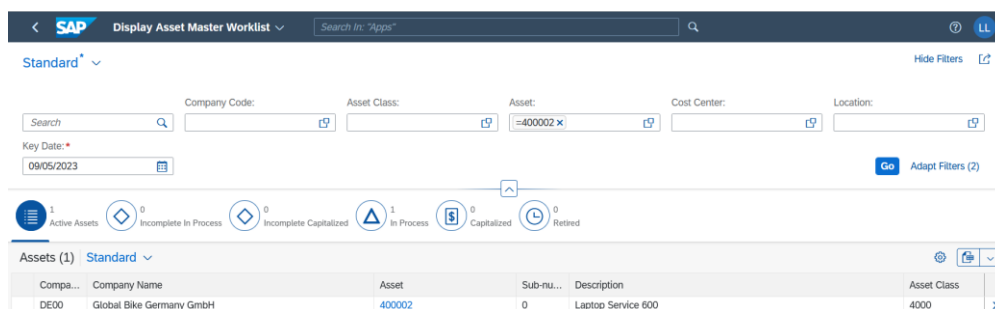 SAP Display Asset Master Worklist Search In: "Apps" LL
Standard* Hide Filters
Company Code: Asset Class: Asset: Cost Center: Location:
Search =400002
Key Date:*
09/05/2023 Go Adapt Filters (2)
1 0 0 1 0 0
Active Assets Incomplete In Process Incomplete Capitalized In Process Capitalized Retired
Assets (1) Standard
Compa... Company Name Asset Sub-nu... Description Asset Class
DE00 Global Bike Germany GmbH 400002 0 Laptop Service 600 4000